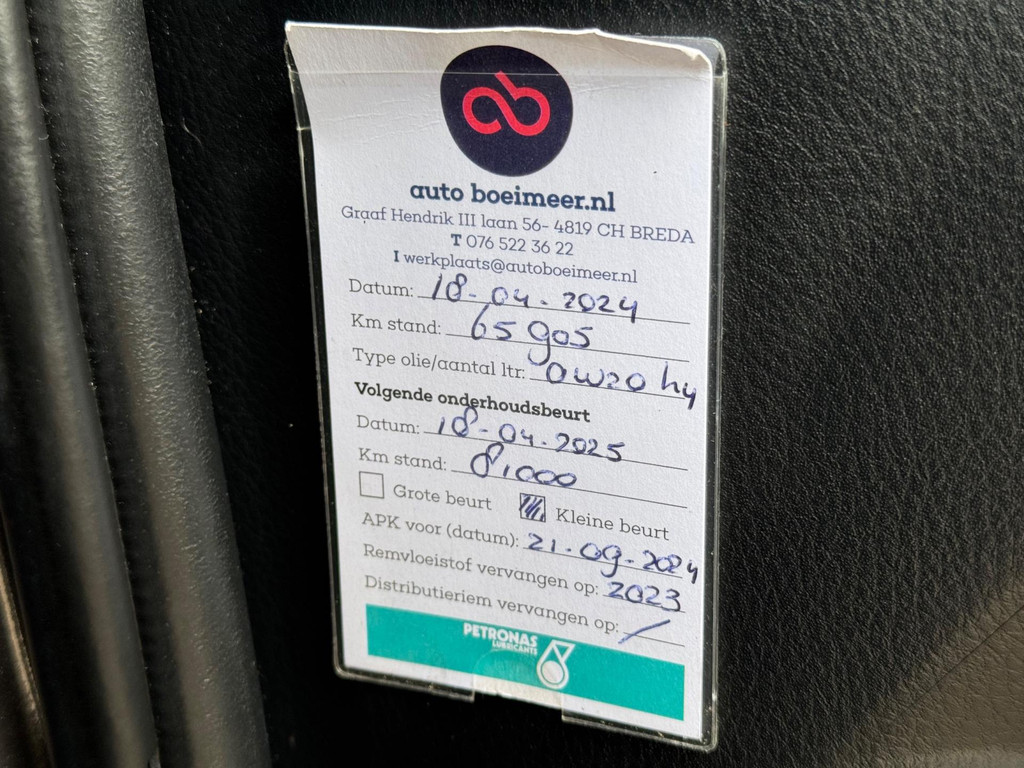 ab
auto boeimeer.nl
Graaf Hendrik III laan 56- 4819 CH BREDA
T 076 522 36 22
I werkplaats@autoboeimeer.nl
Datum: 18-04-2024
Km stand: 65905
Type olie/aantal ltr: 0w20 h4
Volgende onderhoudsbeurt
Datum: 18-04-2025
Km stand: 81000
Grote beurt Kleine beurt
APK voor (datum): 21-09-2024
Remvloeistof vervangen op: 2023
Distributieriem vervangen op: /
PETRONAS
LUBRICANTS